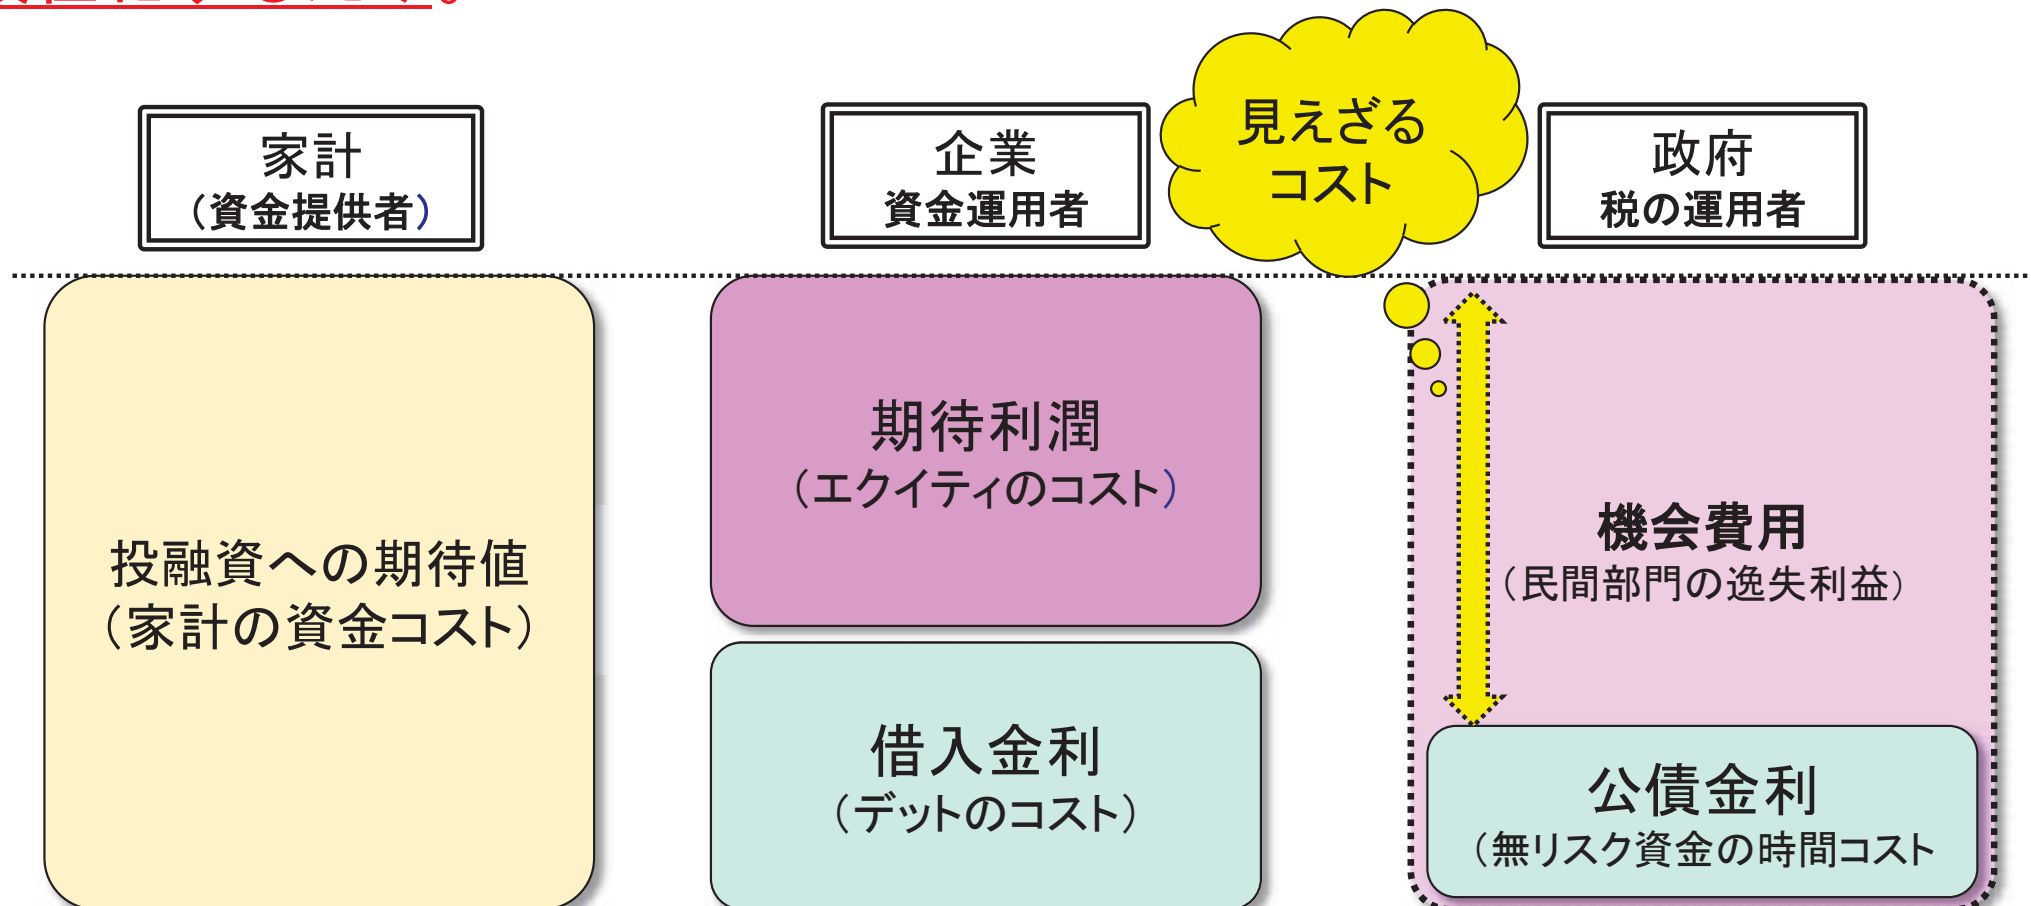 家計
（資金提供者）
企業
資金運用者
見えざる
コスト
政府
税の運用者
投融資への期待値
（家計の資金コスト）
期待利潤
（エクイティのコスト）
借入金利
（デットのコスト）
機会費用
（民間部門の逸失利益）
公債金利
（無リスク資金の時間コスト